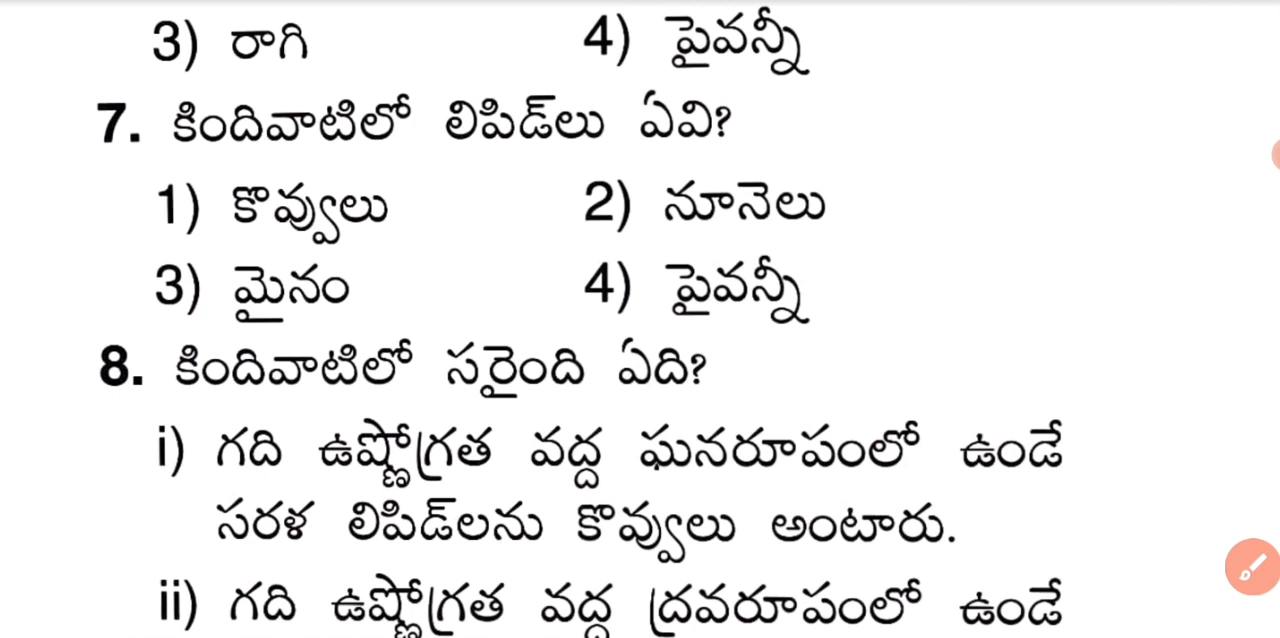 3) రాగి 4) పైవన్నీ
7. కిందివాటిలో లిపిడ్‌లు ఏవి?
1) కొవ్వులు 2) నూనెలు
3) మైనం 4) పైవన్నీ
8. కిందివాటిలో సరైంది ఏది?
i) గది ఉష్ణోగ్రత వద్ద ఘనరూపంలో ఉండే
సరళ లిపిడ్‌లను కొవ్వులు అంటారు.
ii) గది ఉష్ణోగ్రత వద్ద ద్రవరూపంలో ఉండే